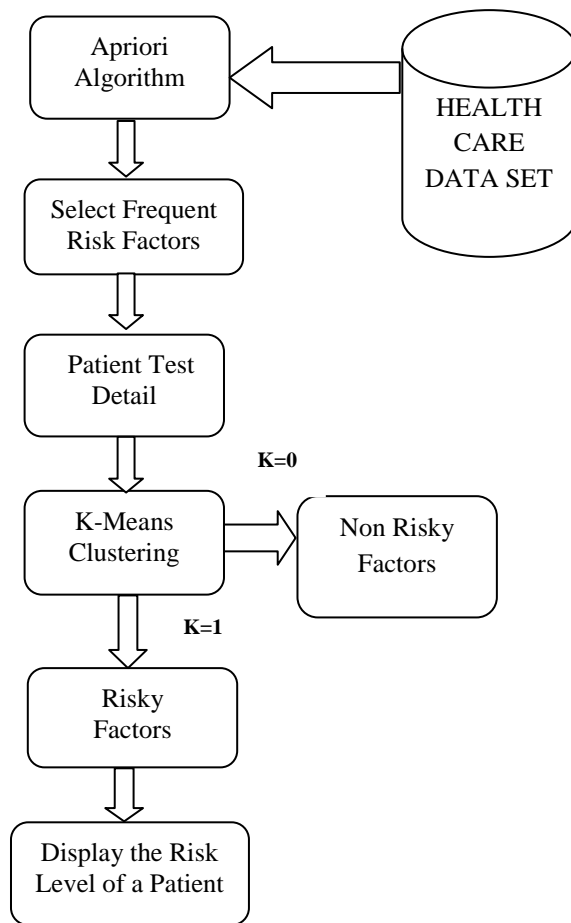 Apriori
Algorithm
HEALTH
CARE
DATA SET
Select Frequent
Risk Factors
Patient Test
Detail
K=0
K-Means
Clustering
Non Risky
Factors
K=1
Risky
Factors
Display the Risk
Level of a Patient